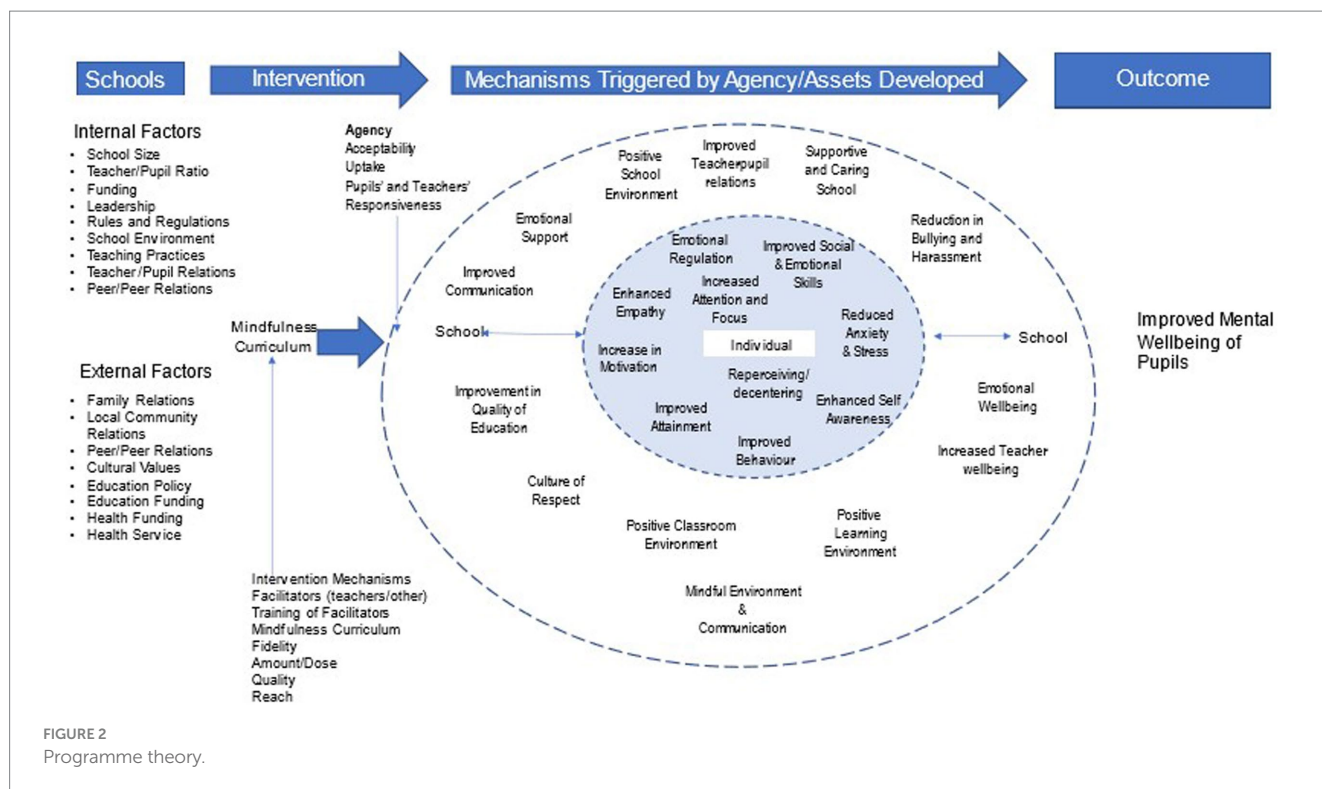 Schools
Intervention
Mechanisms Triggered by Agency/Assets Developed
Outcome
Internal Factors
• School Size
• Teacher/Pupil Ratio
• Funding
• Leadership
• Rules and Regulations
• School Environment
• Teaching Practices
• Teacher/Pupil Relations
• Peer/Peer Relations
External Factors
• Family Relations
• Local Community
Relations
• Peer/Peer Relations
• Cultural Values
• Education Policy
• Education Funding
• Health Funding
• Health Service
Mindfulness
Curriculum
Intervention Mechanisms
Facilitators (teachers/other)
Training of Facilitators
Mindfulness Curriculum
Fidelity
Amount/Dose
Quality
Reach
Agency
Acceptability
Uptake
Pupils' and Teachers'
Responsiveness
Positive
School
Environment
Improved
Teacherpupil
relations
Supportive
and Caring
School
Emotional
Support
Reduction in
Bullying and
Harassment
Improved
Communication
School
Improvement in
Quality of
Education
Culture of
Respect
Positive Classroom
Environment
Mindful Environment
&
Communication
Positive
Learning
Environment
Increased Teacher
wellbeing
Emotional
Wellbeing
School
Emotional
Regulation
Improved Social
& Emotional
Skills
Enhanced
Empathy
Increased
Attention and
Focus
Reduced
Anxiety
& Stress
Individual
Increase in
Motivation
Reperceiving/
decentering
Improved
Attainment
Enhanced Self
Awareness
Improved
Behaviour
Improved Mental
Wellbeing of
Pupils
FIGURE 2
Programme theory.